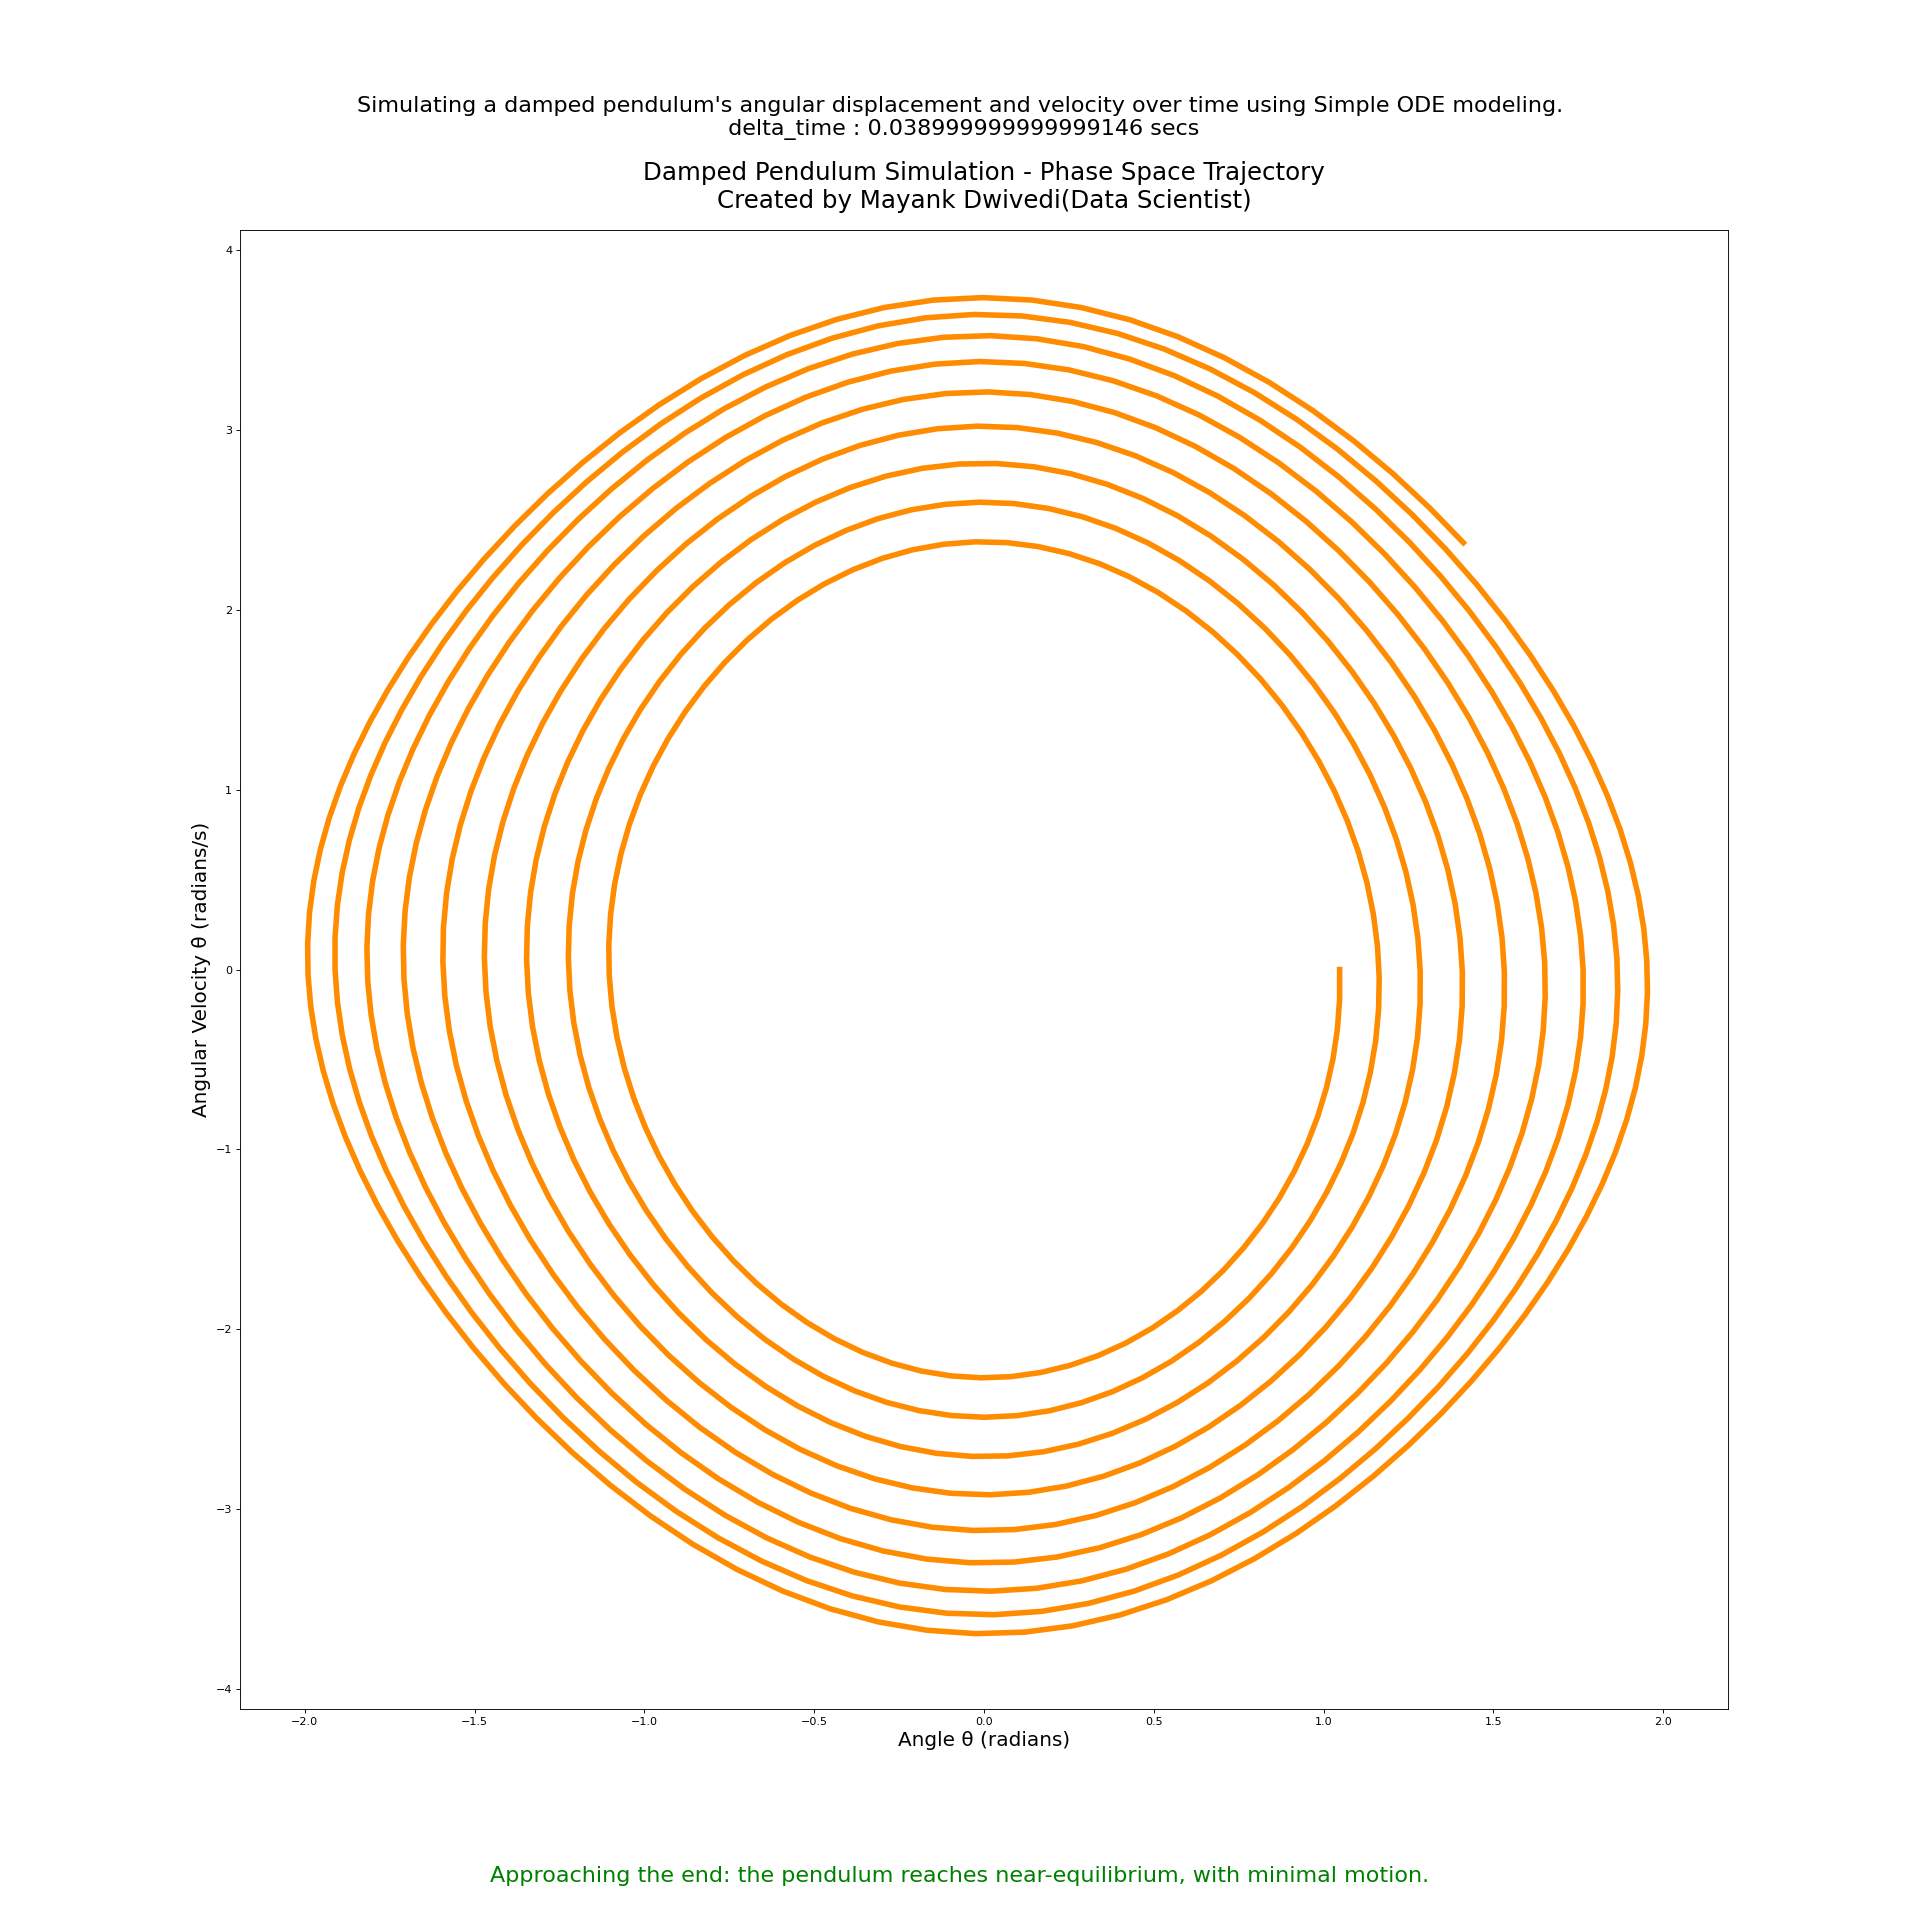 Simulating a damped pendulum's angular displacement and velocity over time using Simple ODE modeling.
delta_time : 0.038999999999999146 secs
Damped Pendulum Simulation - Phase Space Trajectory
Created by Mayank Dwivedi(Data Scientist)
4
3
2
1
0
−1
−2
−3
−4
Angular Velocity θ (radians/s)
−2.0
−1.5
−1.0
−0.5
0.0
0.5
1.0
1.5
2.0
Angle θ (radians)
Approaching the end: the pendulum reaches near-equilibrium, with minimal motion.